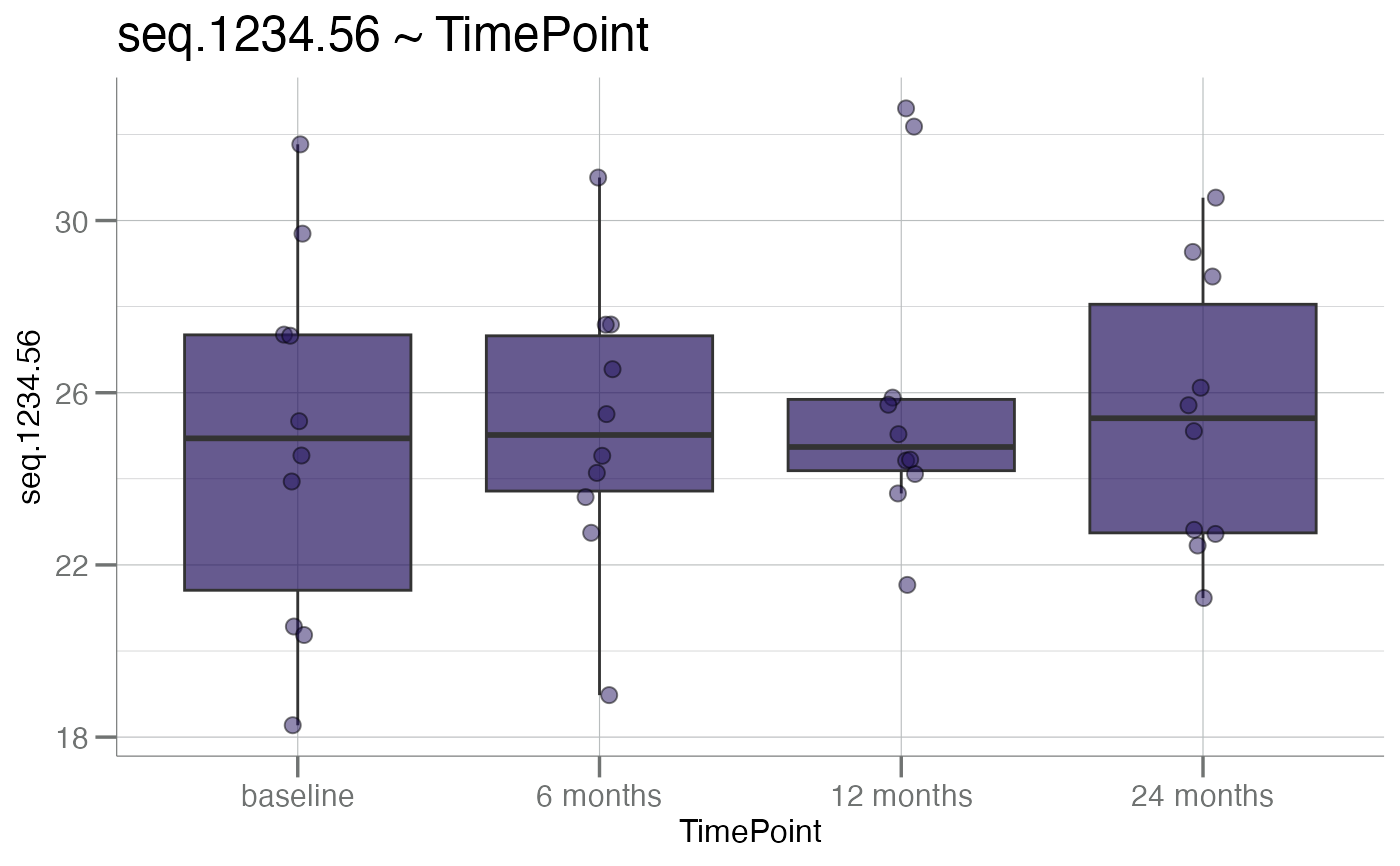 seq.1234.56 ~ TimePoint
seq.1234.56
30
26
22
18
baseline 6 months 12 months 24 months
TimePoint